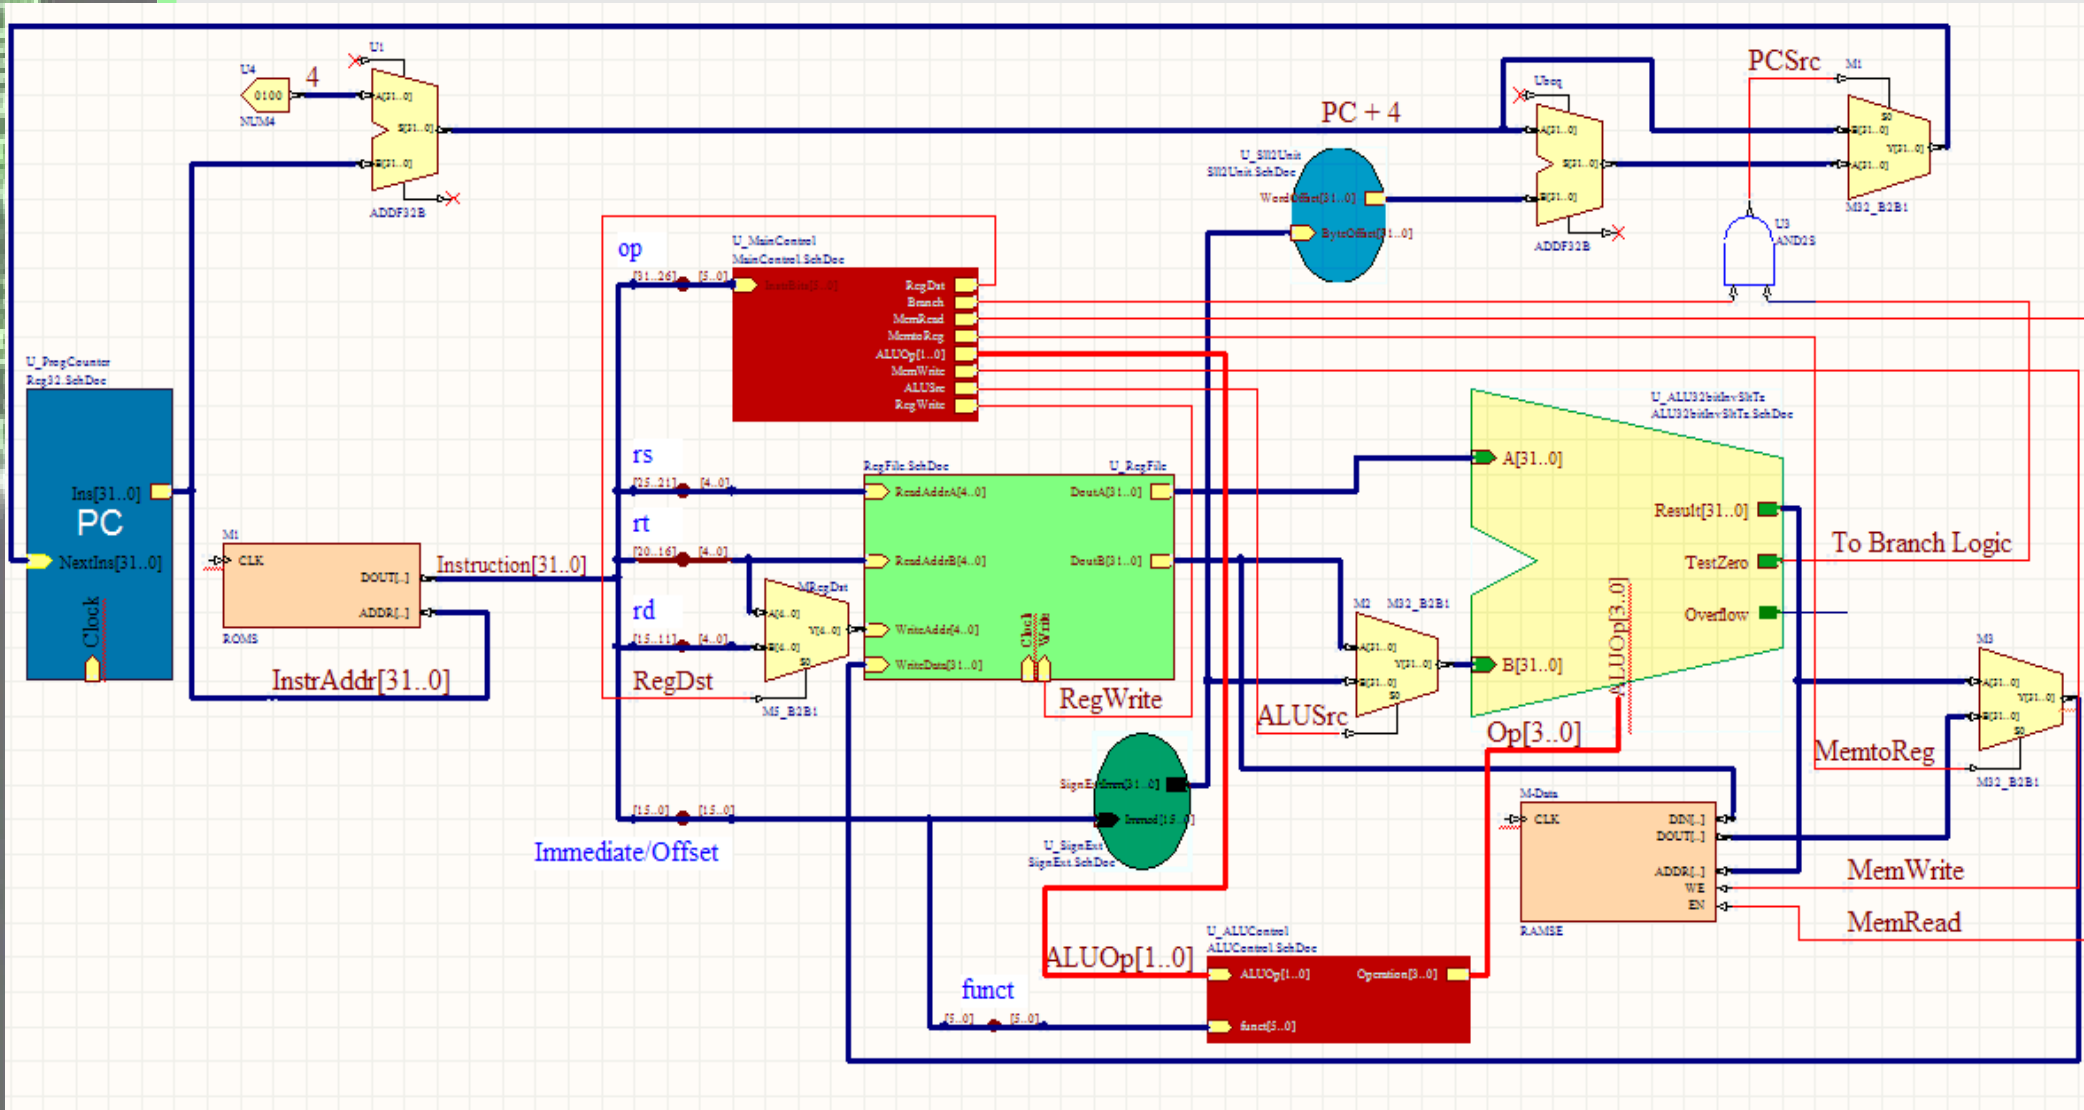 U1
U4
4
0100
NUM4
A[31..0]
S[31..0]
B[31..0]
ADDF32B
PC + 4
Ubeq
A[31..0]
S[31..0]
B[31..0]
ADDF32B
PCSrc
M1
S0
B[31..0]
Y[31..0]
A[31..0]
M32_B2B1
U_Sll2Unit
Sll2Unit.SchDoc
WordOffset[31..0]
ByteOffset[31..0]
U3
AND2S
op
[31..26]
[5..0]
U_MainControl
MainControl.SchDoc
RegDst
Branch
MemRead
MemtoReg
ALUOp[1..0]
MemWrite
ALUSrc
RegWrite
U_ProgCounter
Reg32.SchDoc
Ins[31..0]
PC
NextIns[31..0]
Clock
M1
CLK
DOUT[..]
ADDR[..]
ROMS
Instruction[31..0]
InstrAddr[31..0]
rs
[25..21]
[4..0]
rt
[20..16]
[4..0]
rd
[15..11]
[4..0]
RegDst
MRegDst
A[4..0]
Y[4..0]
B[4..0]
S0
M5_B2B1
RegFile.SchDoc
U_RegFile
ReadAddrA[4..0]
DoutA[31..0]
ReadAddrB[4..0]
DoutB[31..0]
WriteAddr[4..0]
WriteData[31..0]
Clock
Write
RegWrite
ALUSrc
M2
M32_B2B1
A[31..0]
Y[31..0]
B[31..0]
S0
U_ALU32bitInvSltTz
ALU32bitInvSltTz.SchDoc
A[31..0]
Result[31..0]
TestZero
Overflow
B[31..0]
ALUOp[3..0]
To Branch Logic
Op[3..0]
M3
A[31..0]
Y[31..0]
B[31..0]
S0
M32_B2B1
MemtoReg
[15..0]
[15..0]
Immediate/Offset
SignExtImm[31..0]
Immed[15..0]
U_SignExt
SignExt.SchDoc
M-Data
CLK
DIN[..]
DOUT[..]
ADDR[..]
WE
EN
RAMSE
MemWrite
MemRead
U_ALUControl
ALUControl.SchDoc
ALUOp[1..0]
ALUOp[1..0]
Operation[3..0]
funct
[5..0]
[5..0]
funct[5..0]